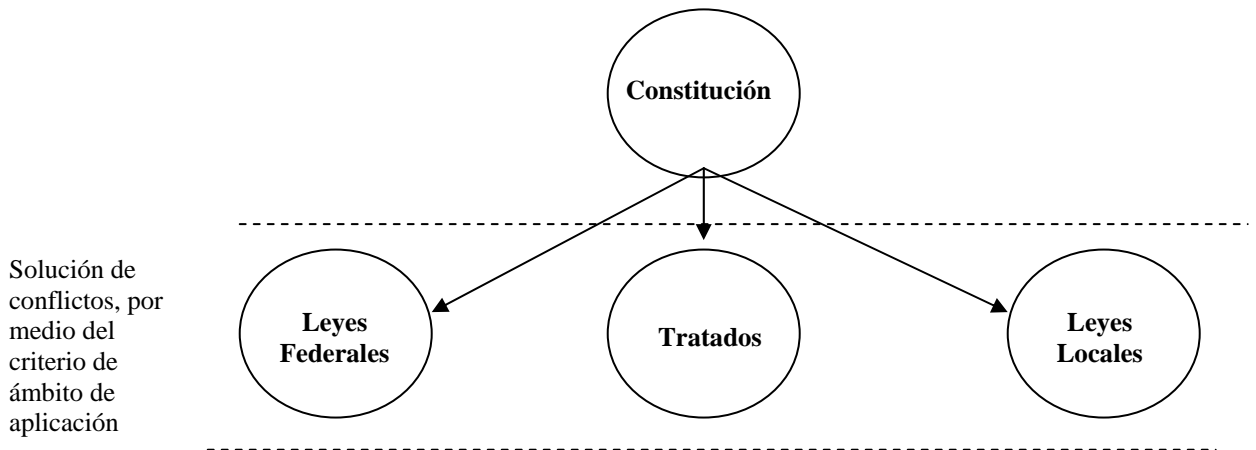 Constitución
Solución de
conflictos, por
medio del
criterio de
ámbito de
aplicación
Leyes
Federales
Tratados
Leyes
Locales